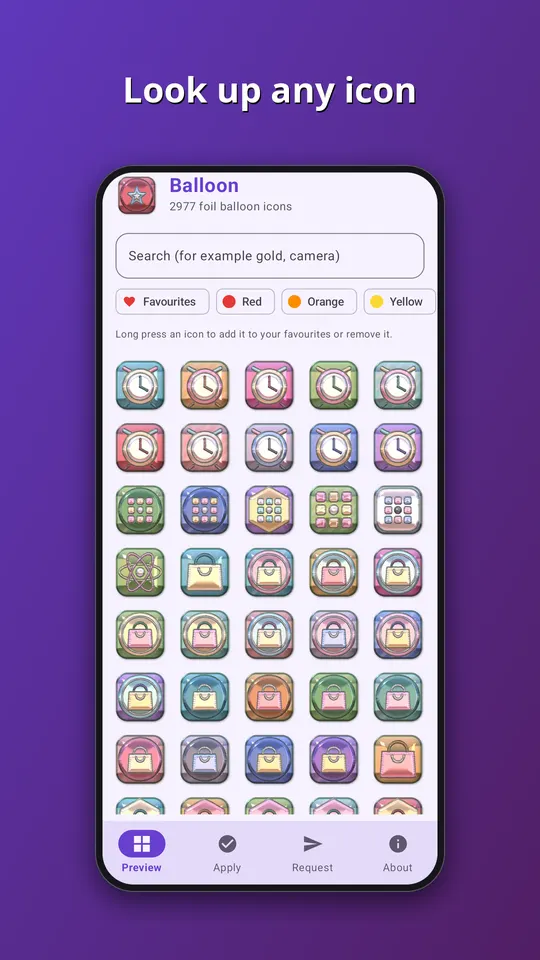 Look up any icon
Balloon
2977 foil balloon icons
Search (for example gold, camera)
Favourites Red Orange Yellow
Long press an icon to add it to your favourites or remove it.
Preview Apply Request About